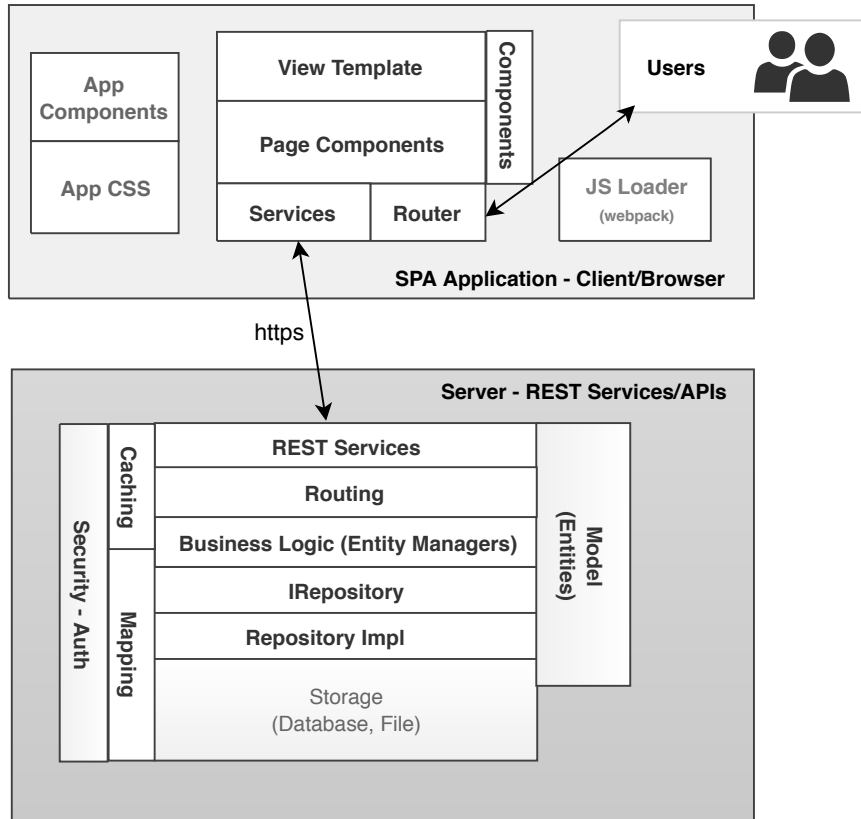 View Template
Components
Users
App
Components
Page Components
App CSS
JS Loader
(webpack)
Services
Router
SPA Application - Client/Browser
https
Server - REST Services/APIs
Security - Auth
Caching
Mapping
REST Services
Routing
Business Logic (Entity Managers)
IRepository
Repository Impl
Storage
(Database, File)
Model
(Entities)